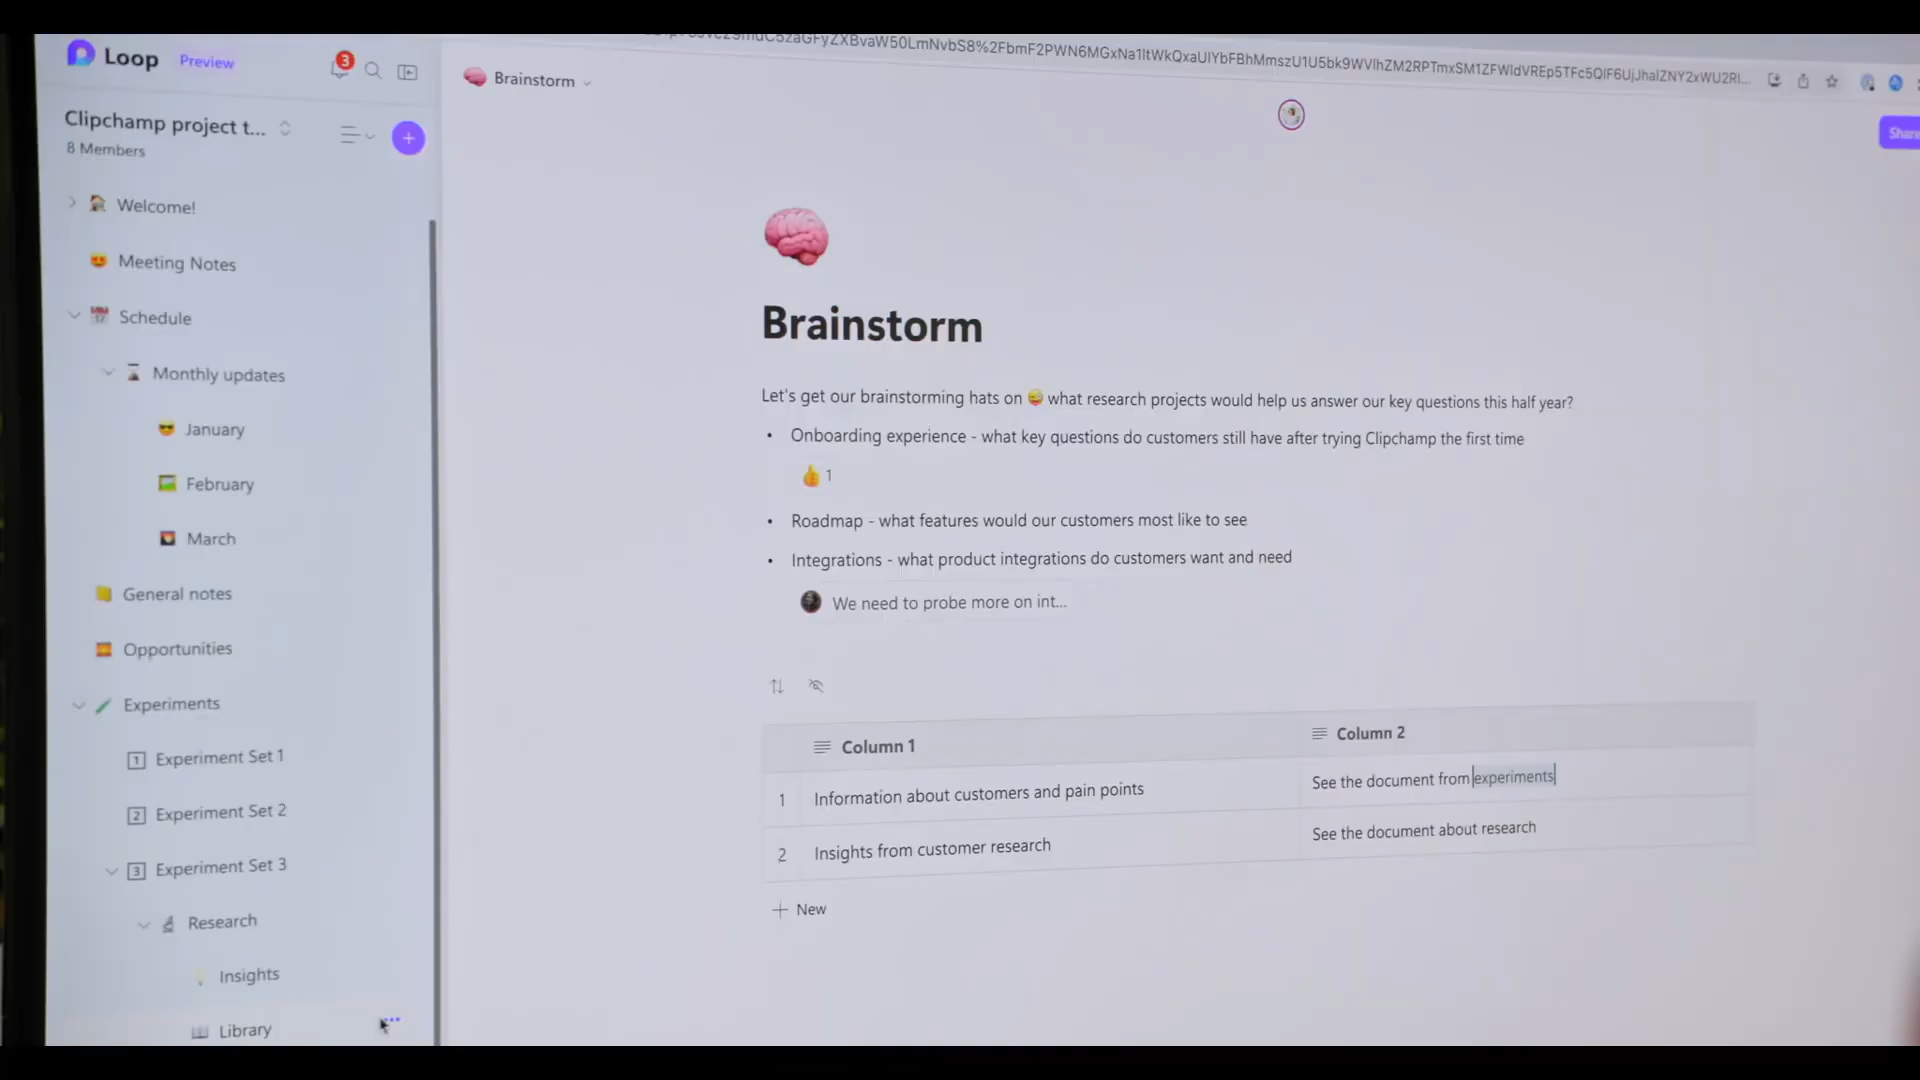 Loop Preview
3
Clipchamp project t...
8 Members
Welcome!
Meeting Notes
Schedule
Monthly updates
January
February
March
General notes
Opportunities
Experiments
1 Experiment Set 1
2 Experiment Set 2
3 Experiment Set 3
Research
Insights
Library
Brainstorm
Share
Brainstorm
Let's get our brainstorming hats on 😜 what research projects would help us answer our key questions this half year?
• Onboarding experience - what key questions do customers still have after trying Clipchamp the first time
👍 1
• Roadmap - what features would our customers most like to see
• Integrations - what product integrations do customers want and need
We need to probe more on int...
Column 1 Column 2
1 Information about customers and pain points See the document from experiments
2 Insights from customer research See the document about research
+ New